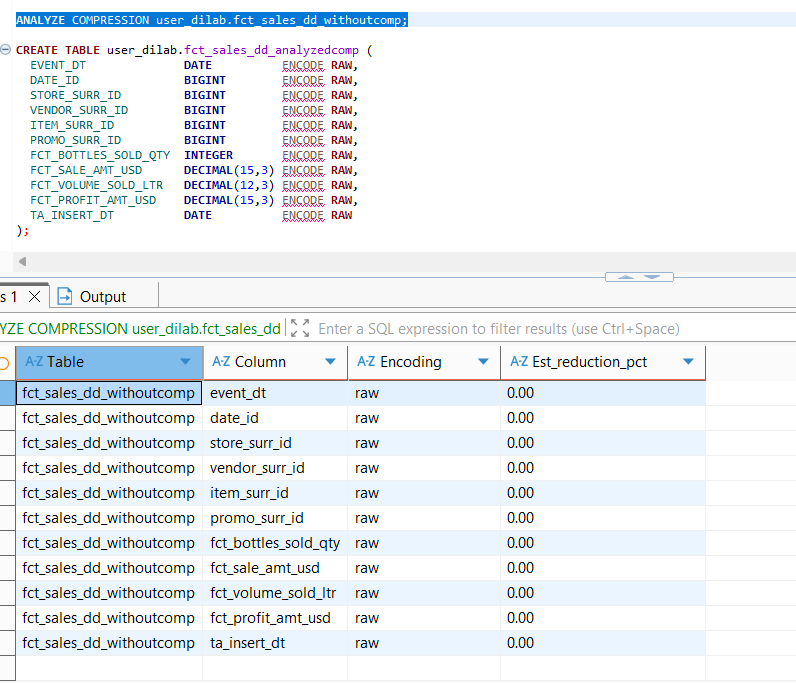 ANALYZE COMPRESSION user_dilab.fct_sales_dd_withoutcomp;
CREATE TABLE user_dilab.fct_sales_dd_analyzedcomp (
EVENT_DT DATE ENCODE RAW,
DATE_ID BIGINT ENCODE RAW,
STORE_SURR_ID BIGINT ENCODE RAW,
VENDOR_SURR_ID BIGINT ENCODE RAW,
ITEM_SURR_ID BIGINT ENCODE RAW,
PROMO_SURR_ID BIGINT ENCODE RAW,
FCT_BOTTLES_SOLD_QTY INTEGER ENCODE RAW,
FCT_SALE_AMT_USD DECIMAL(15,3) ENCODE RAW,
FCT_VOLUME_SOLD_LTR DECIMAL(12,3) ENCODE RAW,
FCT_PROFIT_AMT_USD DECIMAL(15,3) ENCODE RAW,
TA_INSERT_DT DATE ENCODE RAW
);
s 1 Output
YZE COMPRESSION user_dilab.fct_sales_dd Enter a SQL expression to filter results (use Ctrl+Space)
A-Z Table A-Z Column A-Z Encoding A-Z Est_reduction_pct
fct_sales_dd_withoutcomp event_dt raw 0.00
fct_sales_dd_withoutcomp date_id raw 0.00
fct_sales_dd_withoutcomp store_surr_id raw 0.00
fct_sales_dd_withoutcomp vendor_surr_id raw 0.00
fct_sales_dd_withoutcomp item_surr_id raw 0.00
fct_sales_dd_withoutcomp promo_surr_id raw 0.00
fct_sales_dd_withoutcomp fct_bottles_sold_qty raw 0.00
fct_sales_dd_withoutcomp fct_sale_amt_usd raw 0.00
fct_sales_dd_withoutcomp fct_volume_sold_ltr raw 0.00
fct_sales_dd_withoutcomp fct_profit_amt_usd raw 0.00
fct_sales_dd_withoutcomp ta_insert_dt raw 0.00